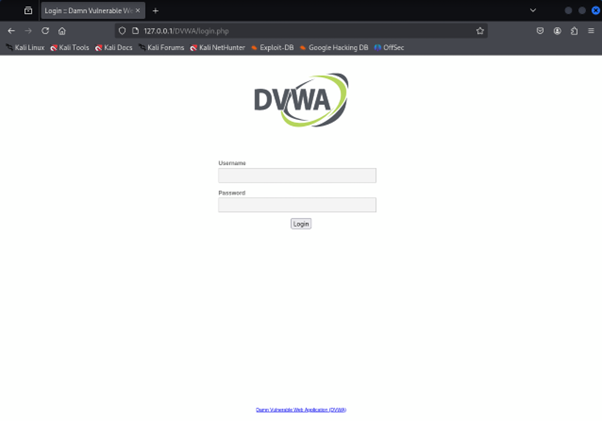 Login :: Damn Vulnerable We
127.0.0.1/DVWA/login.php
Kali Linux Kali Tools Kali Docs Kali Forums Kali NetHunter Exploit-DB Google Hacking DB OffSec
DVWA
Username
Password
Login
Damn Vulnerable Web Application (DVWA)